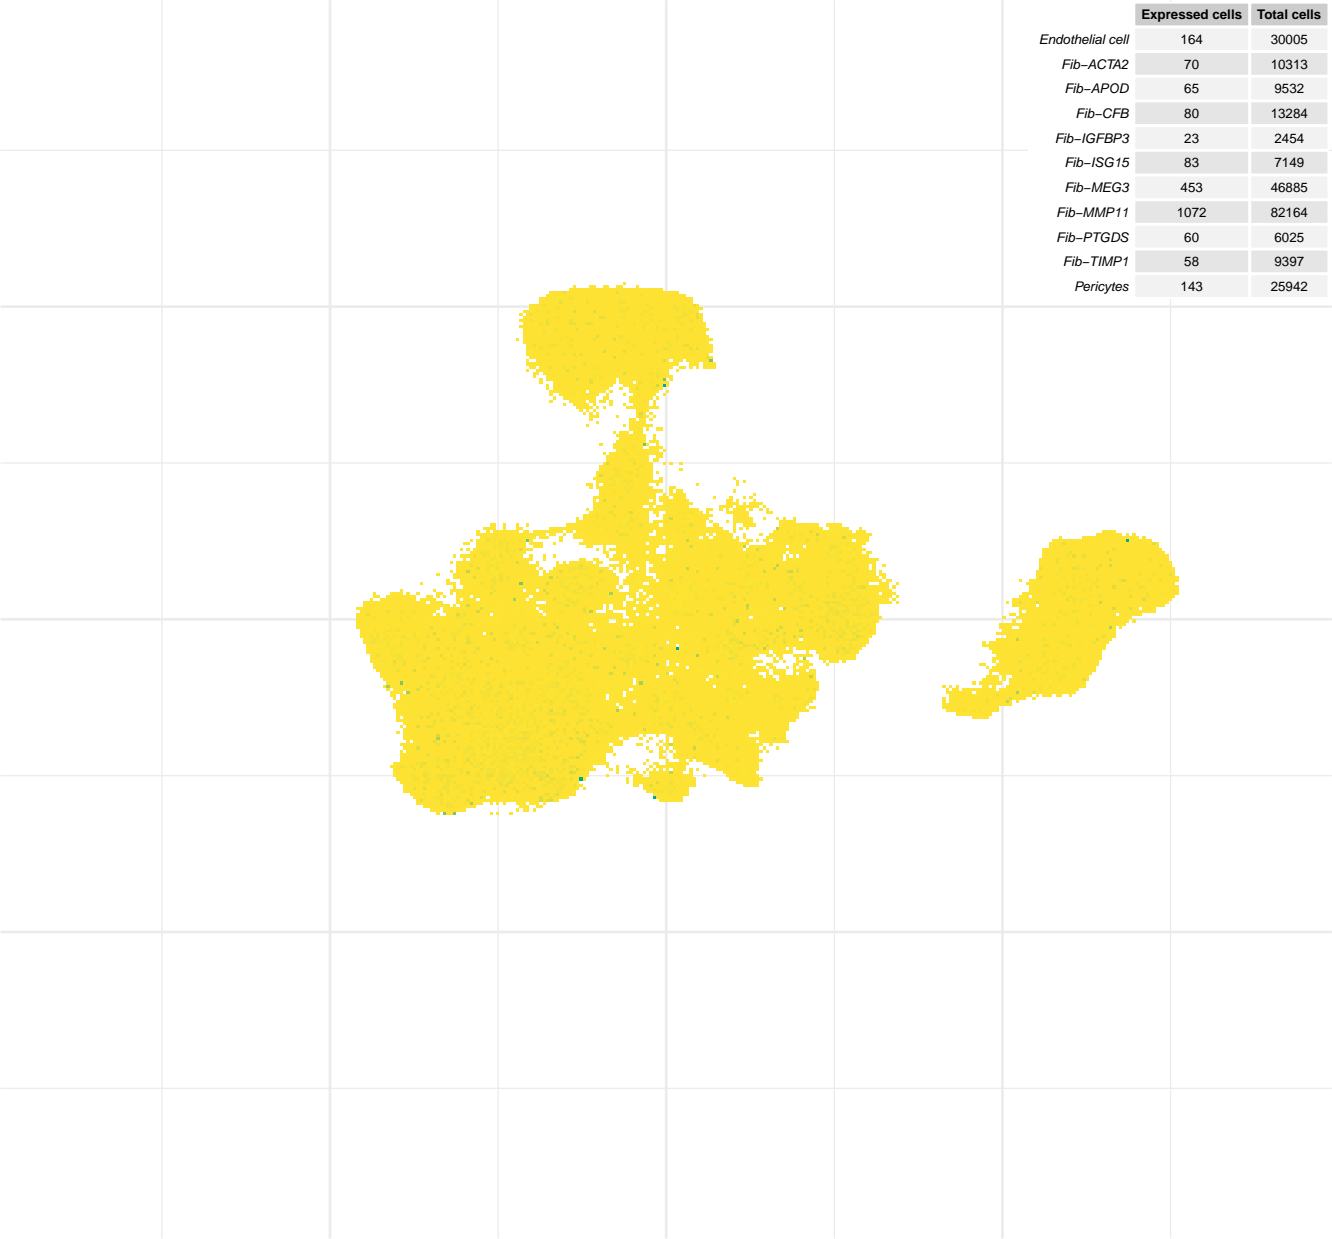 Expressed cells Total cells
Endothelial cell 164 30005
Fib−ACTA2 70 10313
Fib−APOD 65 9532
Fib−CFB 80 13284
Fib−IGFBP3 23 2454
Fib−ISG15 83 7149
Fib−MEG3 453 46885
Fib−MMP11 1072 82164
Fib−PTGDS 60 6025
Fib−TIMP1 58 9397
Pericytes 143 25942